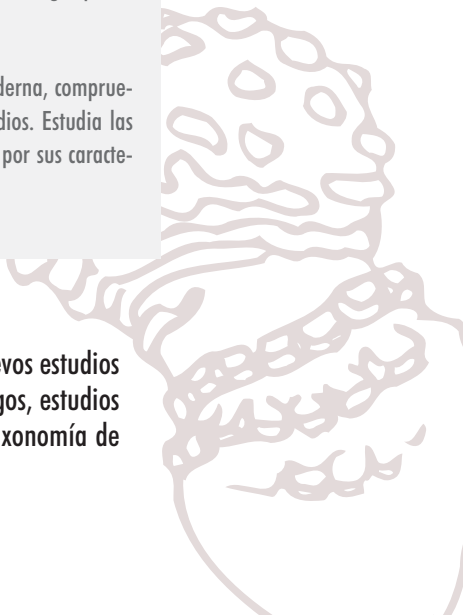 derna, comprue-
dios. Estudia las
por sus caracte-
evos estudios
gos, estudios
xonomía de